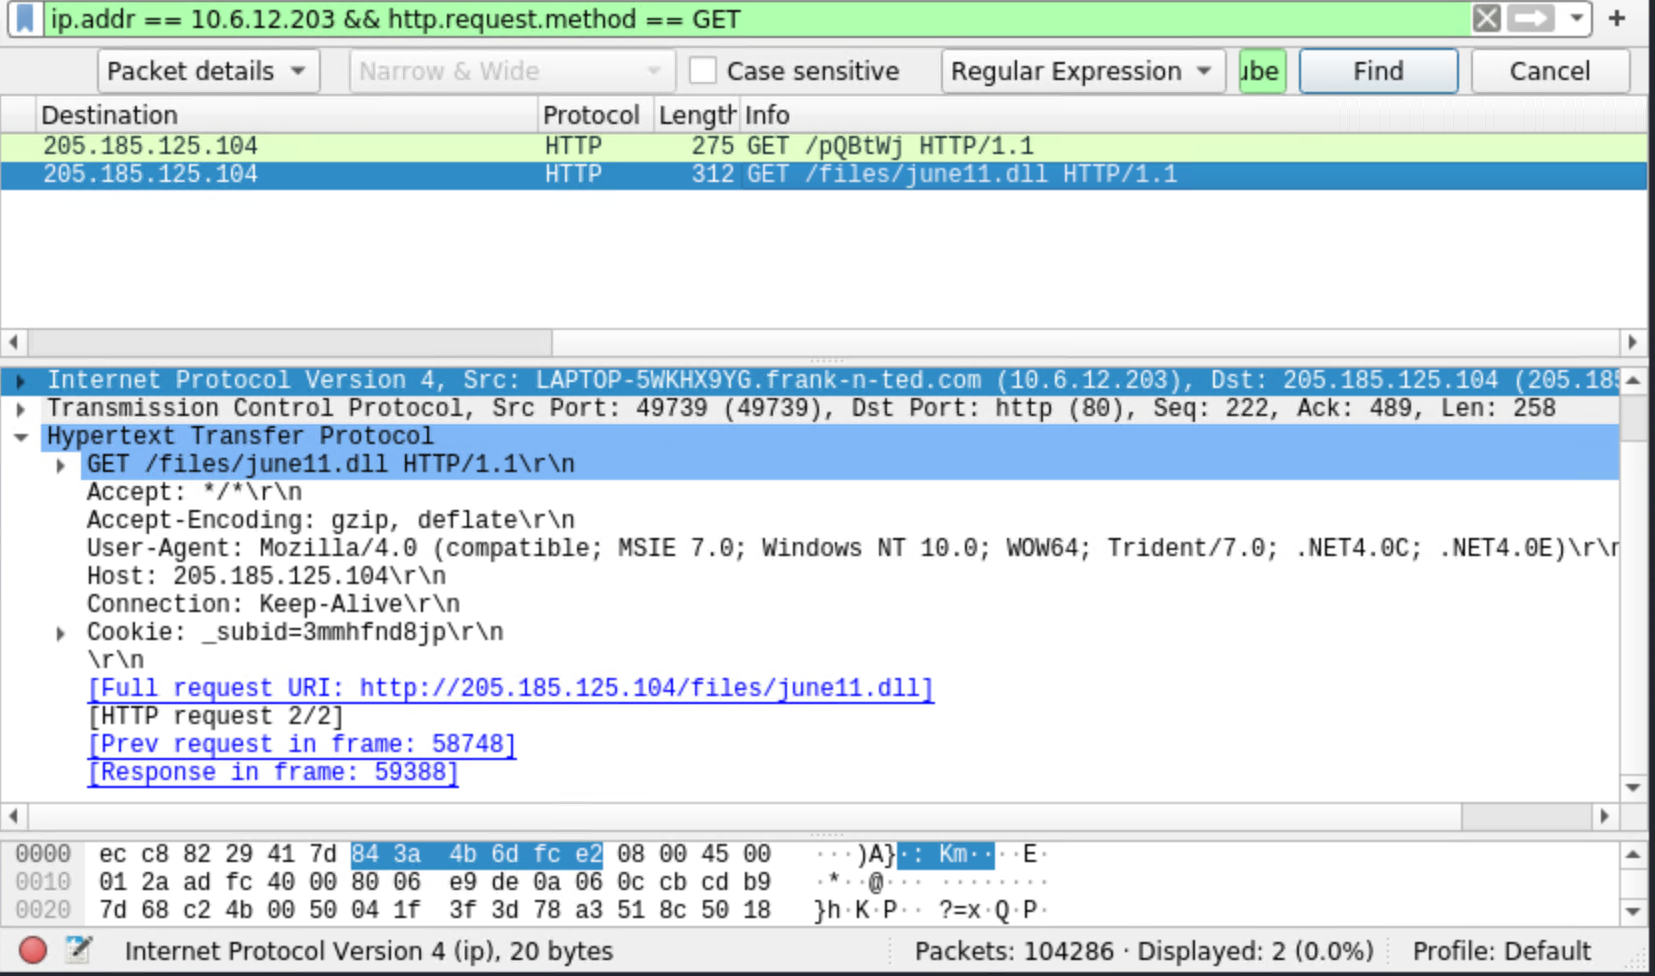 ip.addr == 10.6.12.203 && http.request.method == GET
Packet details Narrow & Wide Case sensitive Regular Expression ube Find Cancel
Destination Protocol Length Info
205.185.125.104 HTTP 275 GET /pQBtWj HTTP/1.1
205.185.125.104 HTTP 312 GET /files/june11.dll HTTP/1.1
Internet Protocol Version 4, Src: LAPTOP-5WKHX9YG.frank-n-ted.com (10.6.12.203), Dst: 205.185.125.104 (205.185
Transmission Control Protocol, Src Port: 49739 (49739), Dst Port: http (80), Seq: 222, Ack: 489, Len: 258
Hypertext Transfer Protocol
GET /files/june11.dll HTTP/1.1\r\n
Accept: */*\r\n
Accept-Encoding: gzip, deflate\r\n
User-Agent: Mozilla/4.0 (compatible; MSIE 7.0; Windows NT 10.0; WOW64; Trident/7.0; .NET4.0C; .NET4.0E)\r\n
Host: 205.185.125.104\r\n
Connection: Keep-Alive\r\n
Cookie: _subid=3mmhfnd8jp\r\n
\r\n
[Full request URI: http://205.185.125.104/files/june11.dll]
[HTTP request 2/2]
[Prev request in frame: 58748]
[Response in frame: 59388]
0000 ec c8 82 29 41 7d 84 3a 4b 6d fc e2 08 00 45 00 ···)A}·: Km····E·
0010 01 2a ad fc 40 00 80 06 e9 de 0a 06 0c cb cd b9 ·*··@··· ········
0020 7d 68 c2 4b 00 50 04 1f 3f 3d 78 a3 51 8c 50 18 }h·K·P·· ?=x·Q·P·
Internet Protocol Version 4 (ip), 20 bytes Packets: 104286 · Displayed: 2 (0.0%) Profile: Default